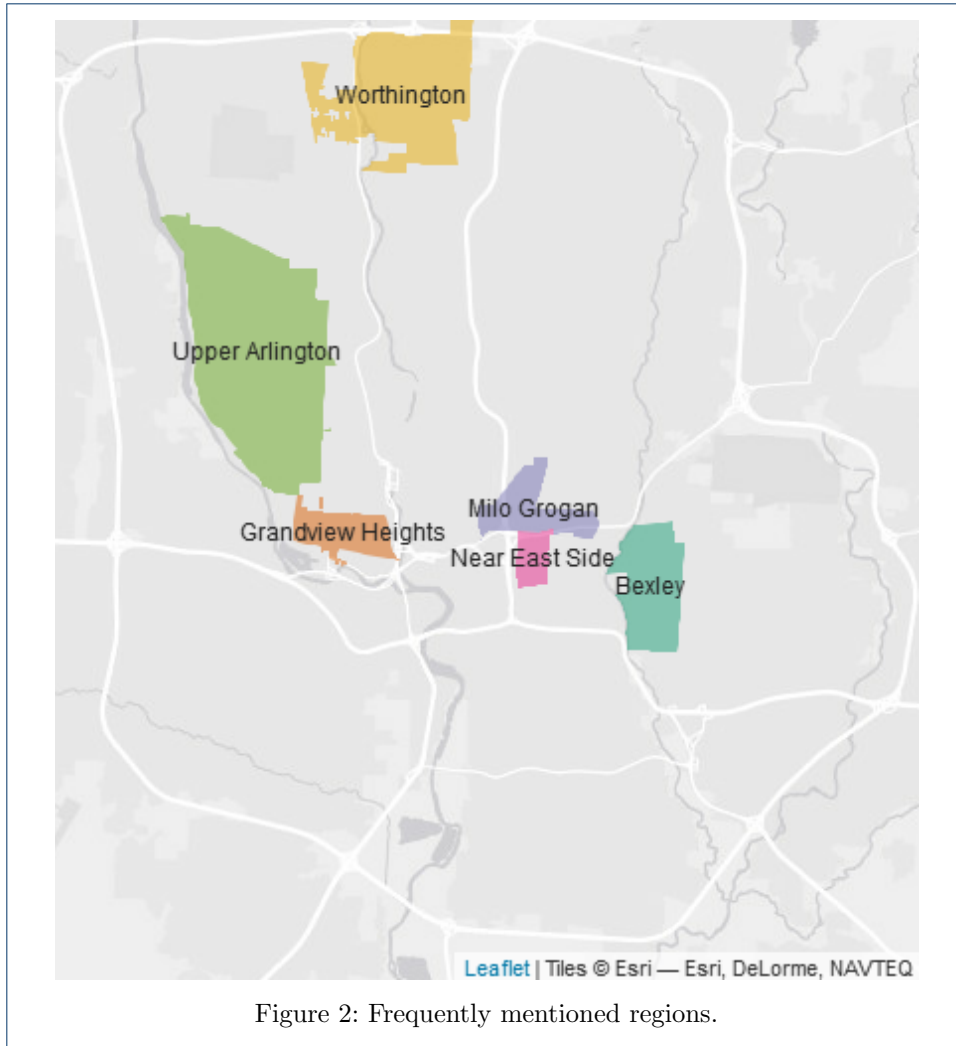 Worthington
Upper Arlington
Milo Grogan
Grandview Heights
Near East Side
Bexley
Leaflet | Tiles © Esri — Esri, DeLorme, NAVTEQ
Figure 2: Frequently mentioned regions.